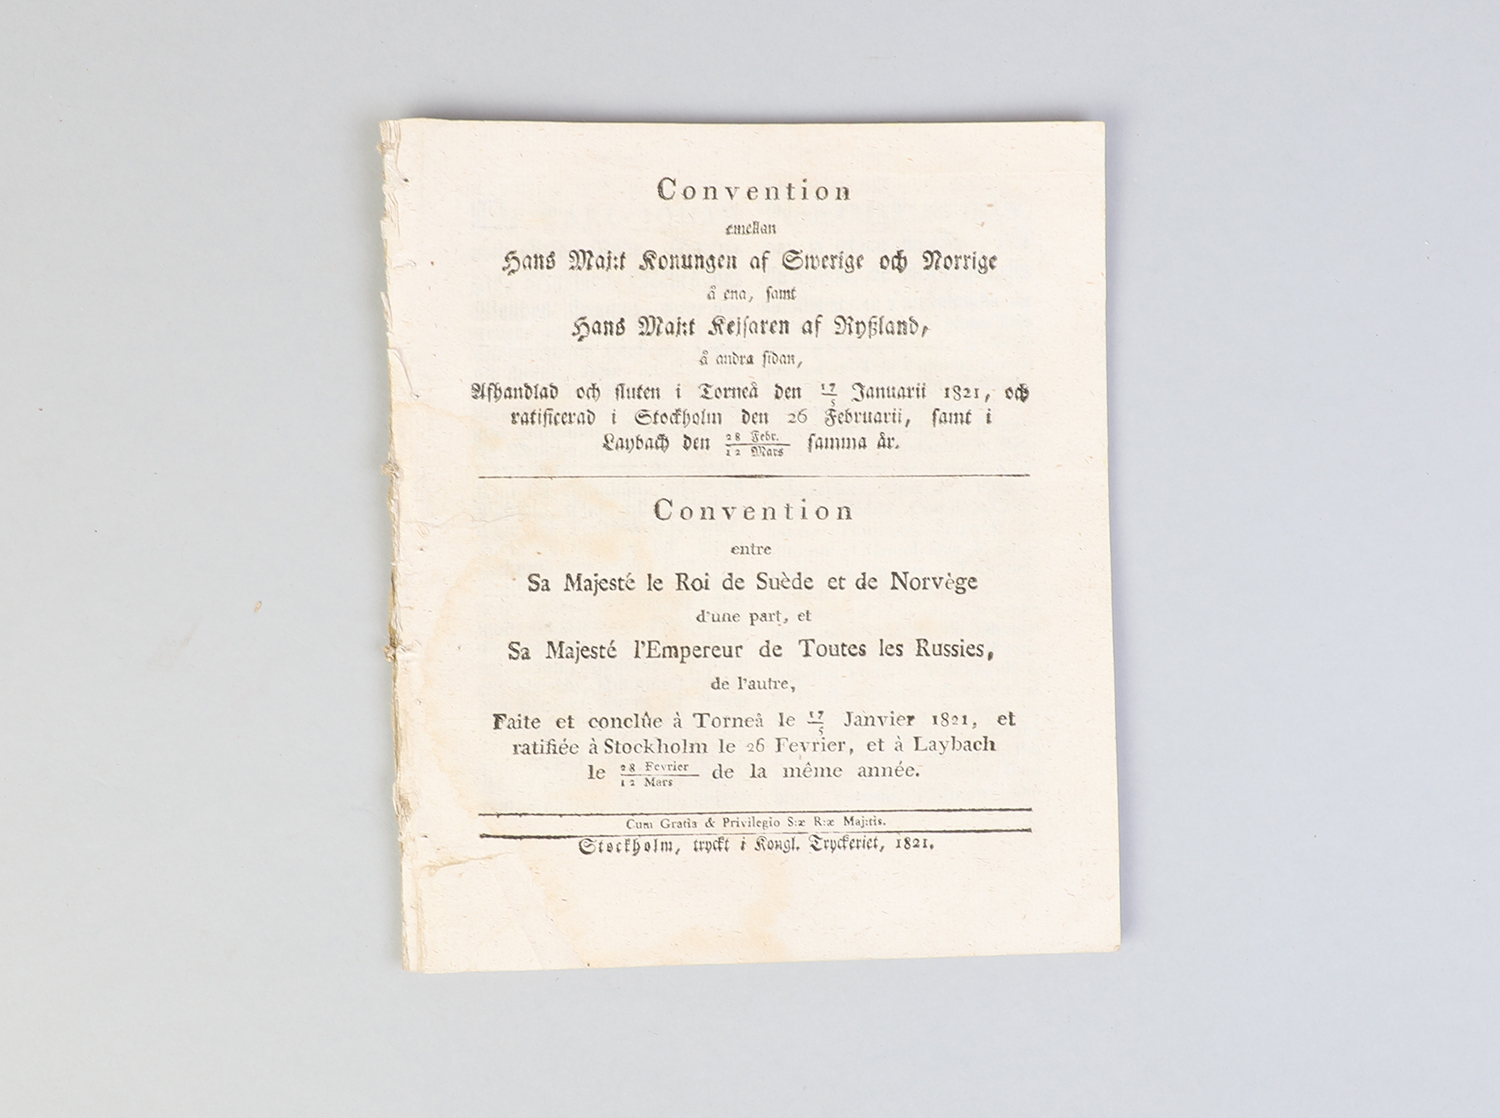 Convention
emellan
Hans Maj:t Konungen af Swerige och Norrige
å ena, samt
Hans Maj:t Kejsaren af Ryßland,
å andra sidan,
Afhandlad och sluten i Torneå den 17/5 Januarii 1821, och
ratificerad i Stockholm den 26 Februarii, samt i
Laybach den 28 Febr./12 Mars samma år.
Convention
entre
Sa Majesté le Roi de Suède et de Norvège
d'une part, et
Sa Majesté l'Empereur de Toutes les Russies,
de l'autre,
Faite et conclûe à Torneå le 17/5 Janvier 1821, et
ratifiée à Stockholm le 26 Fevrier, et à Laybach
le 28 Fevrier/12 Mars de la même année.
Cum Gratia & Privilegio S:æ R:æ Maj:tis.
Stockholm, tryckt i Kongl. Tryckeriet, 1821.